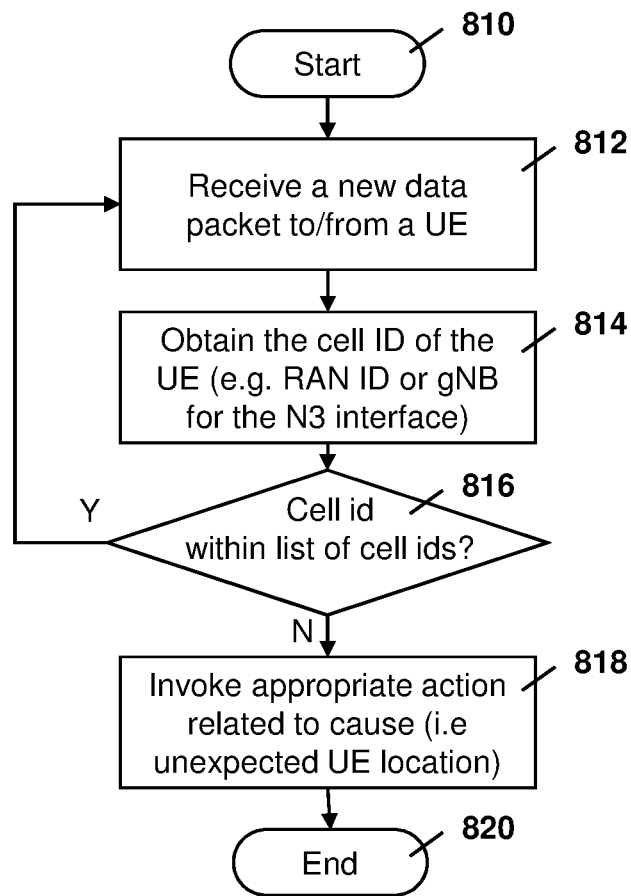 810
Start
812
Receive a new data
packet to/from a UE
814
Obtain the cell ID of the
UE (e.g. RAN ID or gNB
for the N3 interface)
816
Y
Cell id
within list of cell ids?
N
818
Invoke appropriate action
related to cause (i.e
unexpected UE location)
820
End